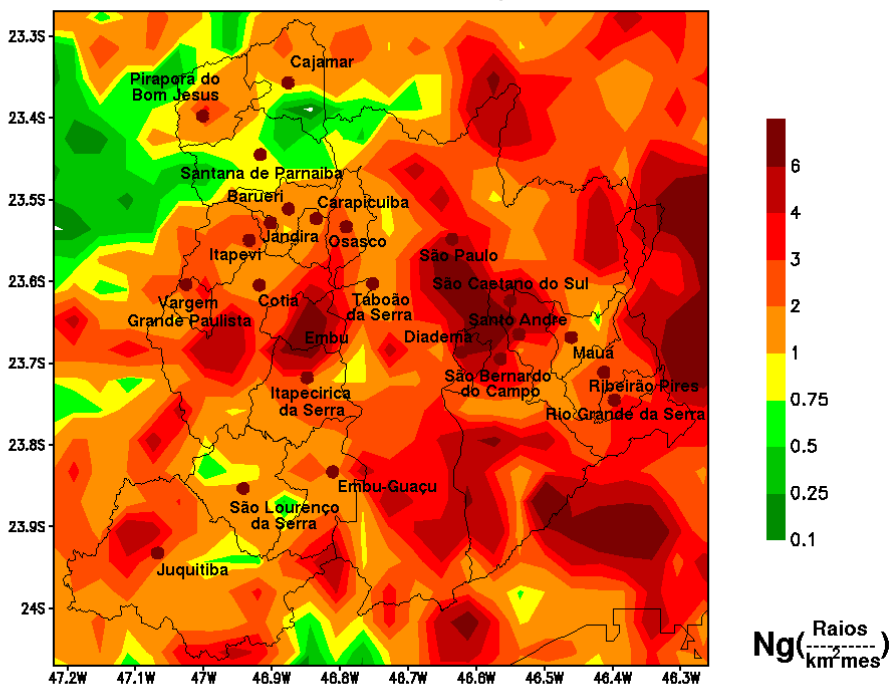 23.3S
Cajamar
Pirapora do
Bom Jesus
23.4S
6
Santana de Parnaiba
23.5S
Barueri
Carapicuiba
4
Jandira
Osasco
Itapevi
São Paulo
3
23.6S
São Caetano do Sul
Vargem
Grande Paulista
Cotia
Taboão
da Serra
2
Santo Andre
Embu
Diadema
Mauá
1
23.7S
São Bernardo
do Campo
Ribeirão Pires
Itapecirica
da Serra
0.75
Rio Grande da Serra
23.8S
0.5
Embu-Guaçu
0.25
São Lourenço
da Serra
23.9S
0.1
Juquitiba
24S
Ng(Raios
-------
km²mes)
47.2W 47.1W 47W 46.9W 46.8W 46.7W 46.6W 46.5W 46.4W 46.3W